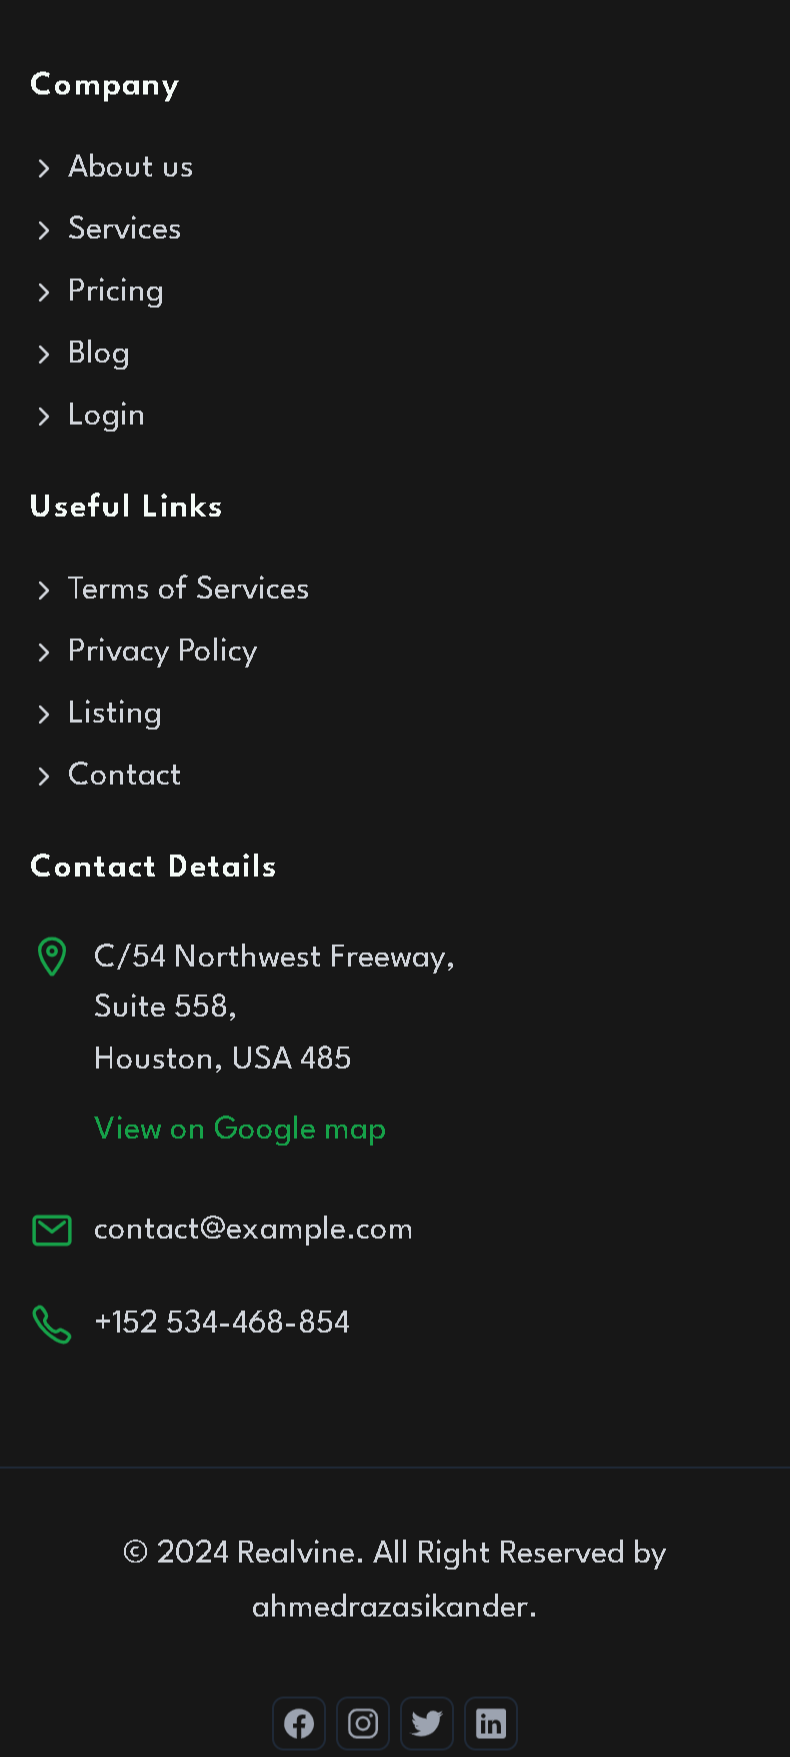 Company
About us
Services
Pricing
Blog
Login
Useful Links
Terms of Services
Privacy Policy
Listing
Contact
Contact Details
C/54 Northwest Freeway,
Suite 558,
Houston, USA 485
View on Google map
contact@example.com
+152 534-468-854
© 2024 Realvine. All Right Reserved by
ahmedrazasikander.